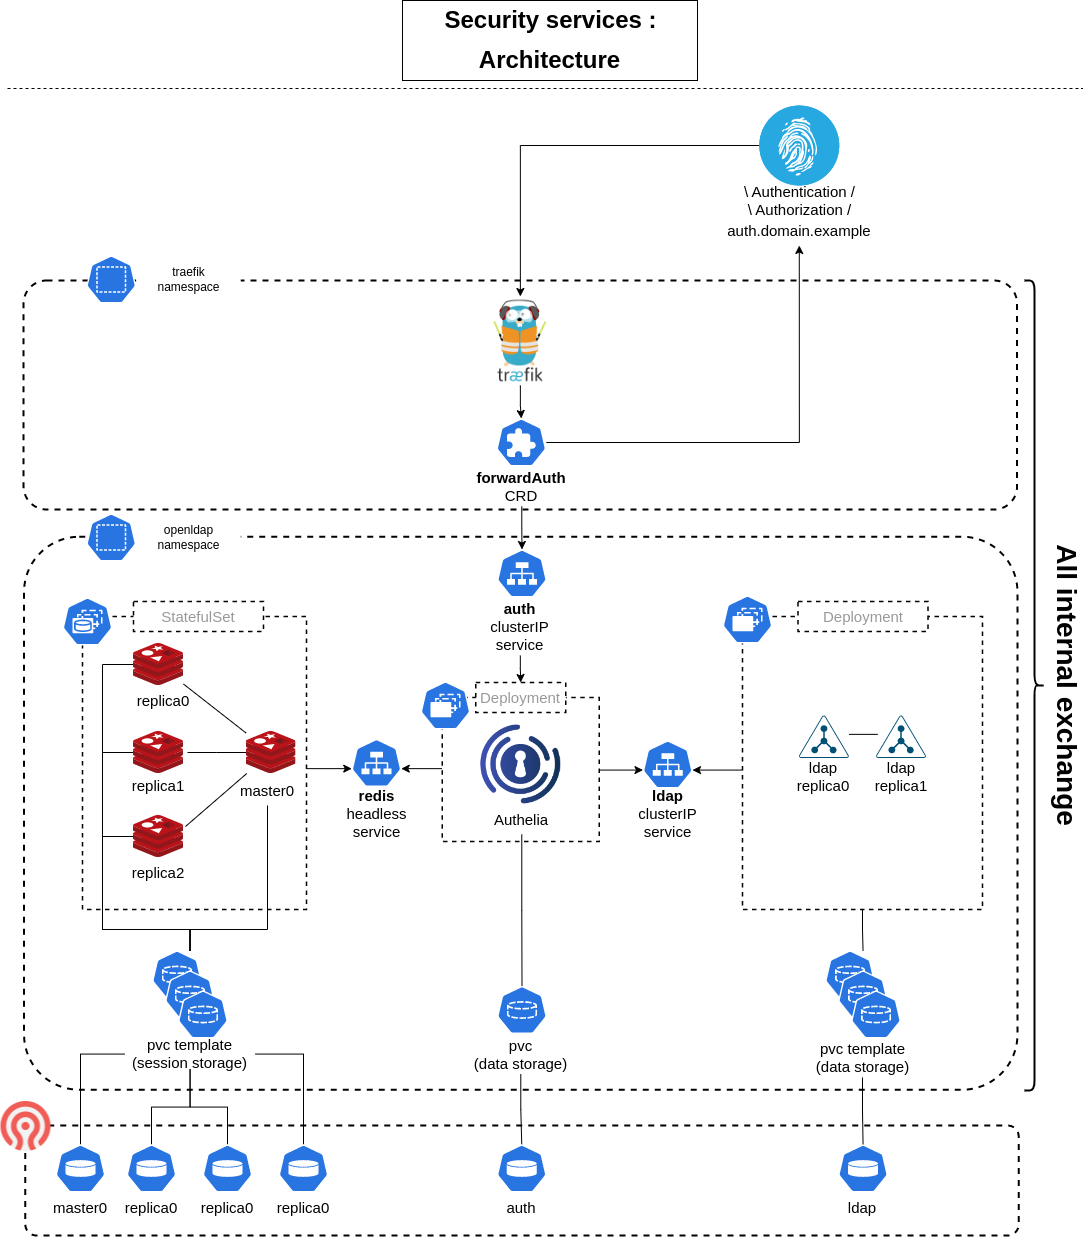 Security services :
Architecture
\ Authentication /
\ Authorization /
auth.domain.example
traefik
namespace
træfik
forwardAuth
CRD
openldap
namespace
auth
clusterIP
service
StatefulSet
replica0
replica1
master0
replica2
redis
headless
service
Deployment
Authelia
ldap
clusterIP
service
Deployment
ldap
replica0
ldap
replica1
All internal exchange
pvc template
(session storage)
pvc
(data storage)
pvc template
(data storage)
master0
replica0
replica0
replica0
auth
ldap